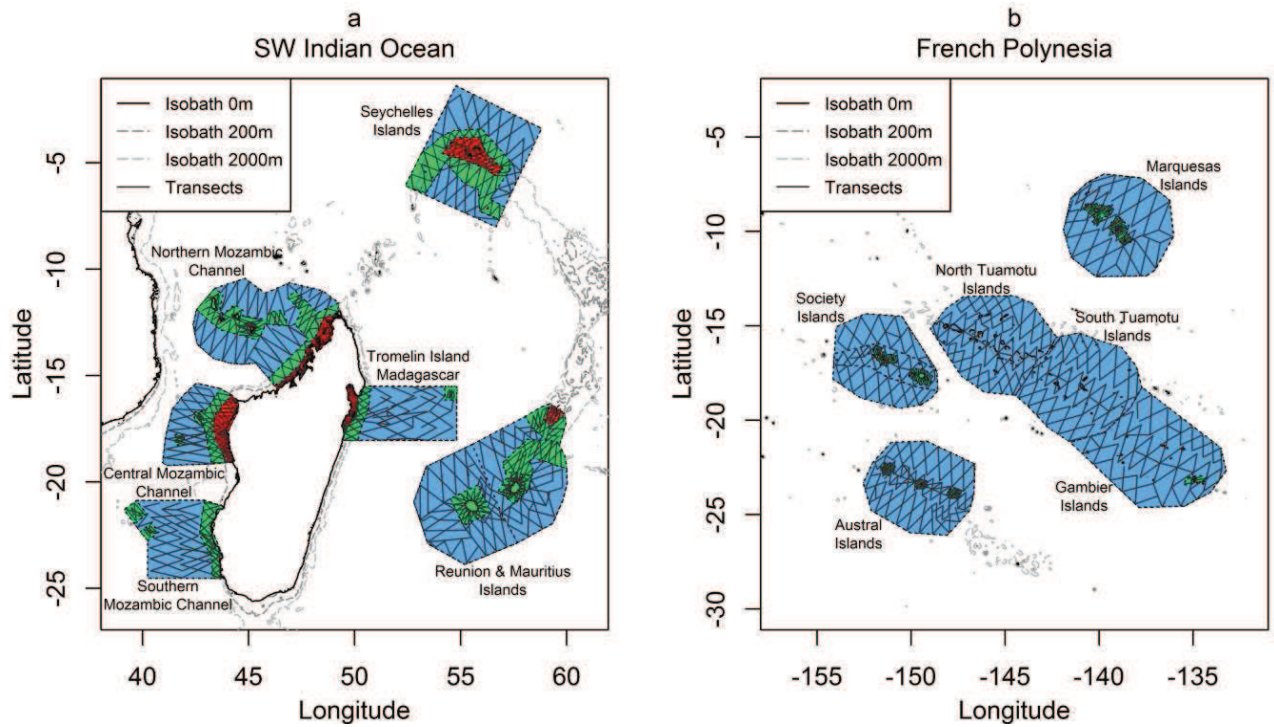 a
SW Indian Ocean
Isobath 0m
Isobath 200m
Isobath 2000m
Transects
Seychelles
Islands
Northern Mozambic
Channel
Tromelin Island
Madagascar
Central Mozambic
Channel
Southern
Mozambic Channel
Reunion & Mauritius
Islands
Latitude
-5
-10
-15
-20
-25
40
45
50
55
60
Longitude
b
French Polynesia
Isobath 0m
Isobath 200m
Isobath 2000m
Transects
Marquesas
Islands
North Tuamotu
Islands
Society
Islands
South Tuamotu
Islands
Gambier
Islands
Austral
Islands
Latitude
-5
-10
-15
-20
-25
-30
-155
-150
-145
-140
-135
Longitude